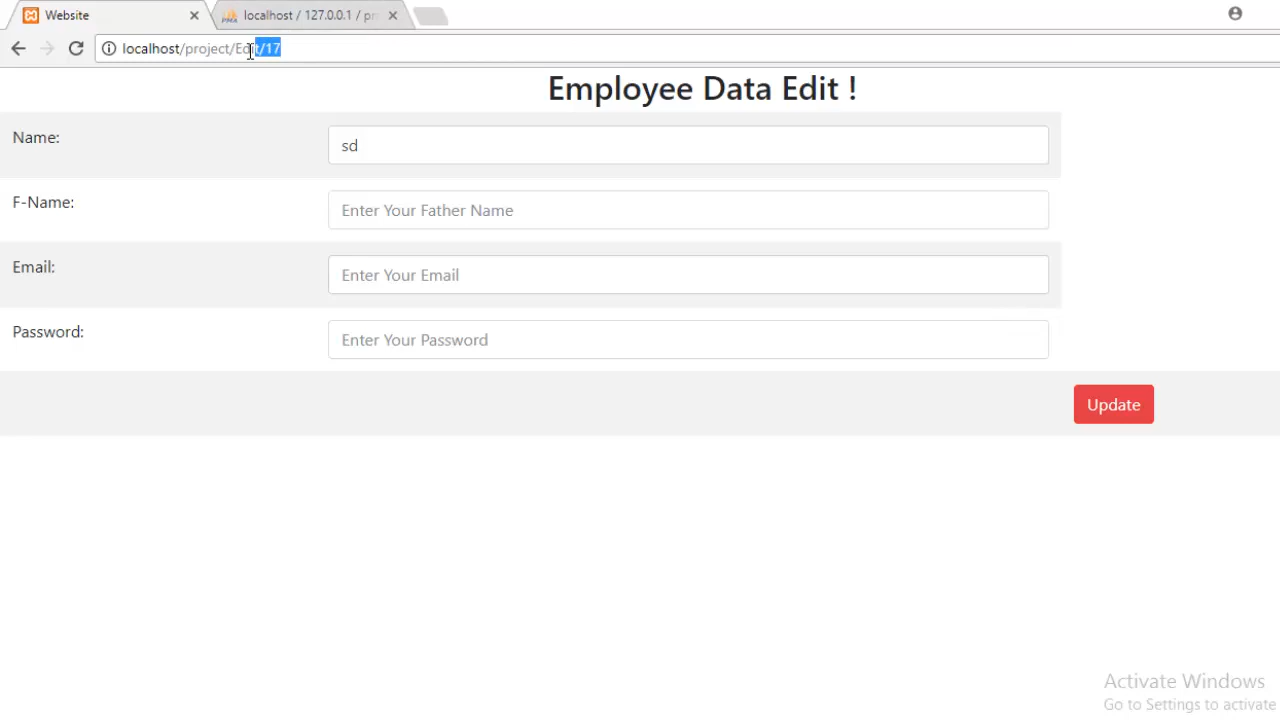 Website
localhost / 127.0.0.1 / pr
localhost/project/Edit/17
Employee Data Edit !
Name:
sd
F-Name:
Enter Your Father Name
Email:
Enter Your Email
Password:
Enter Your Password
Update
Activate Windows
Go to Settings to activate